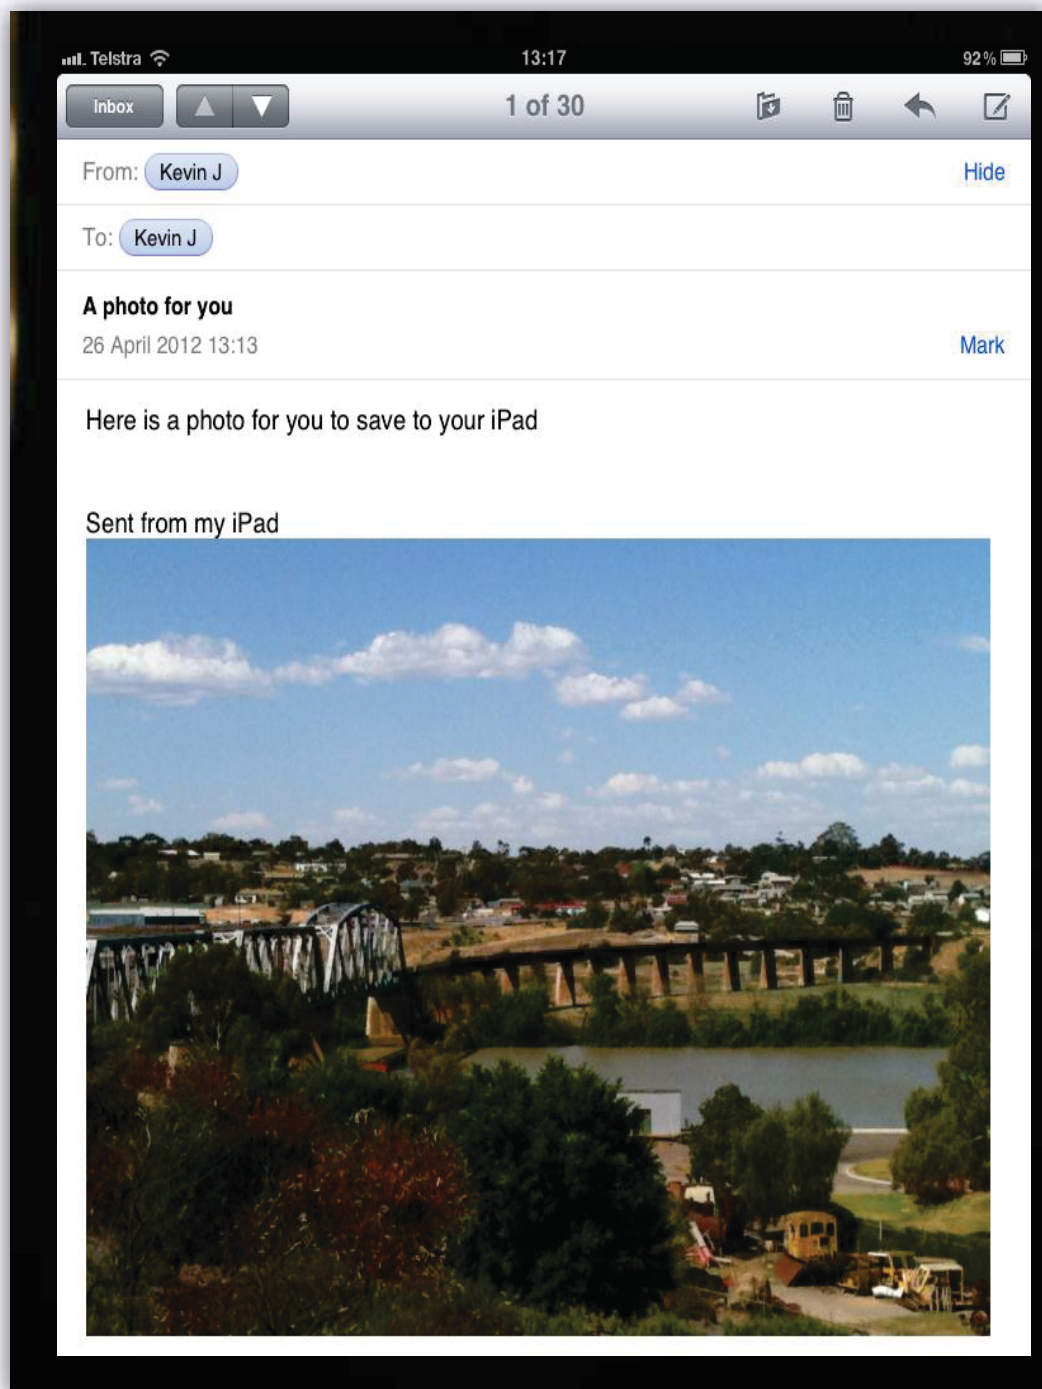 Telstra 13:17 92%
Inbox 1 of 30
From: Kevin J Hide
To: Kevin J
A photo for you
26 April 2012 13:13 Mark
Here is a photo for you to save to your iPad
Sent from my iPad